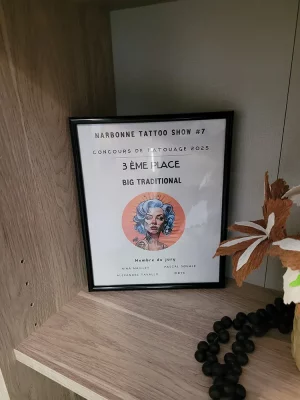 NARBONNE TATTOO SHOW #7
CONCOURS DE TATOUAGE 2025
3 ÈME PLACE
BIG TRADITIONAL
Membre du jury